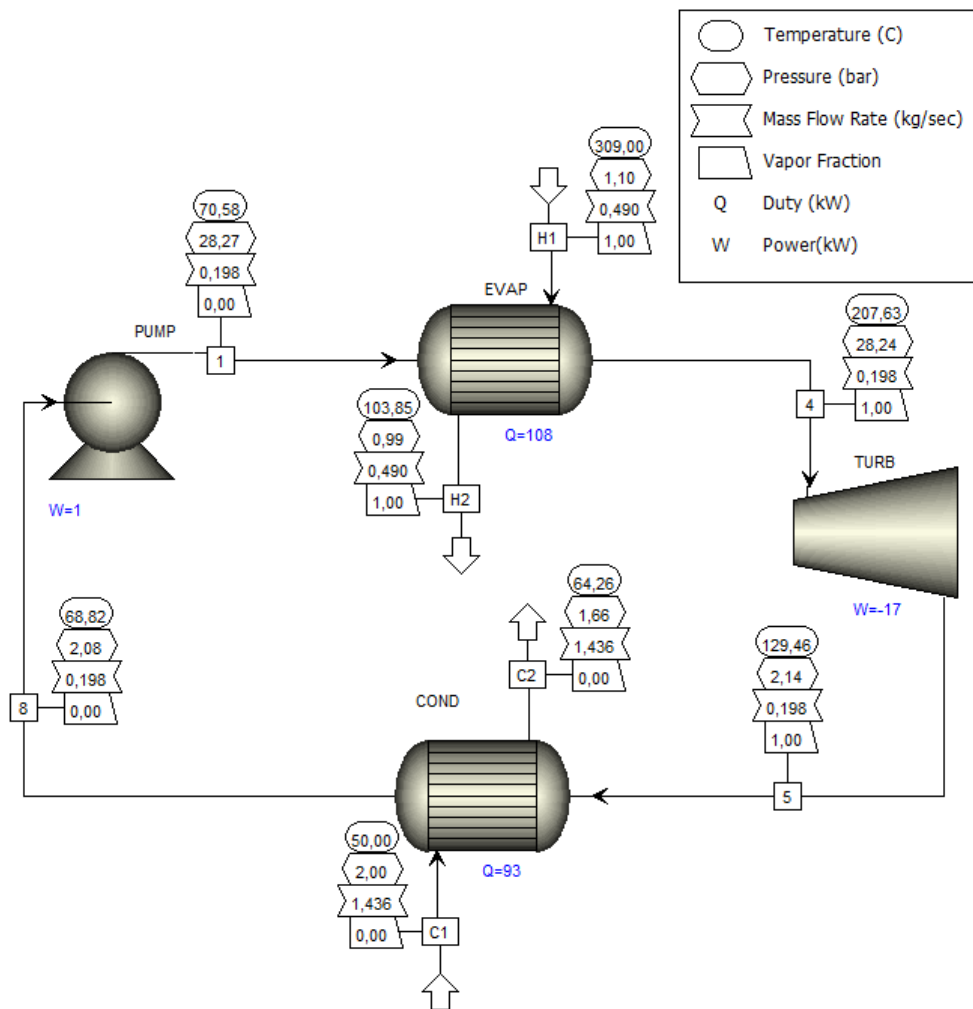 Temperature (C)
Pressure (bar)
Mass Flow Rate (kg/sec)
Vapor Fraction
Q Duty (kW)
W Power(kW)
309,00
1,10
0,490
1,00
H1
70,58
28,27
0,198
0,00
1
PUMP
W=1
EVAP
Q=108
103,85
0,99
0,490
1,00
H2
207,63
28,24
0,198
1,00
4
TURB
W=-17
68,82
2,08
0,198
0,00
8
64,26
1,66
1,436
0,00
C2
129,46
2,14
0,198
1,00
5
COND
Q=93
50,00
2,00
1,436
0,00
C1